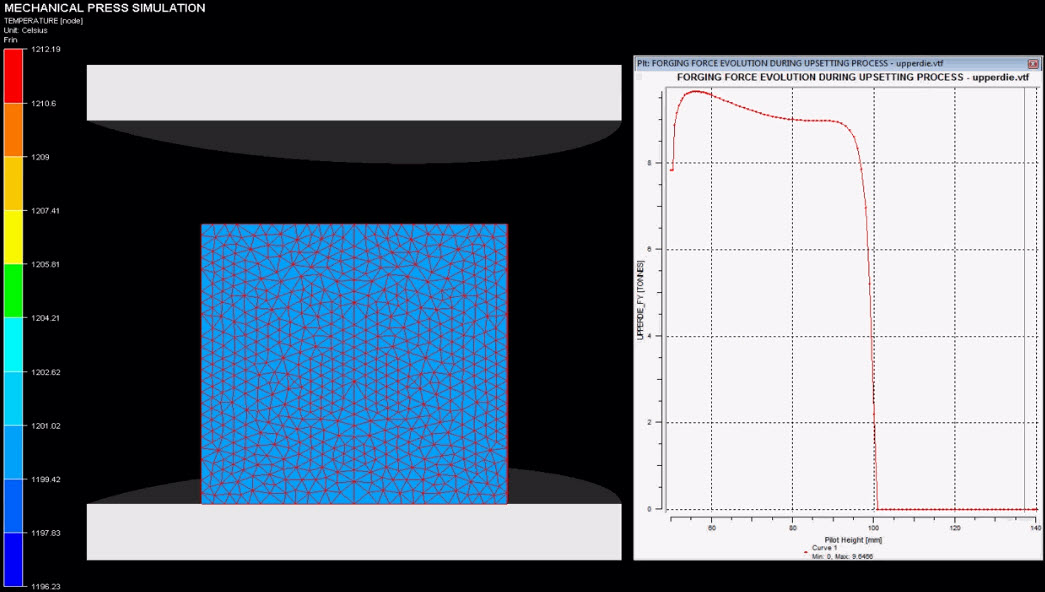 MECHANICAL PRESS SIMULATION
TEMPERATURE [node]
Unit: Celsius
Frin
1212.19
1210.6
1209
1207.41
1205.81
1204.21
1202.62
1201.02
1199.42
1197.83
1196.23
Plt: FORGING FORCE EVOLUTION DURING UPSETTING PROCESS - upperdie.vtf
FORGING FORCE EVOLUTION DURING UPSETTING PROCESS - upperdie.vtf
UPPERDIE_FY [TONNES]
8
6
4
2
0
60
80
100
120
140
Pilot Height [mm]
Curve 1
Min: 0, Max: 9.6466